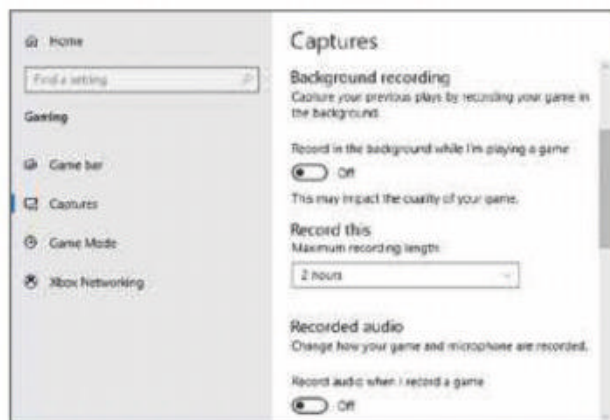 Home
Find a setting
Gaming
Game bar
Captures
Game Mode
Xbox Networking
Captures
Background recording
Capture your previous plays by recording your game in
the background.
Record in the background while I'm playing a game
Off
This may impact the quality of your game.
Record this
Maximum recording length
2 hours
Recorded audio
Change how your game and microphone are recorded.
Record audio when I record a game
Off